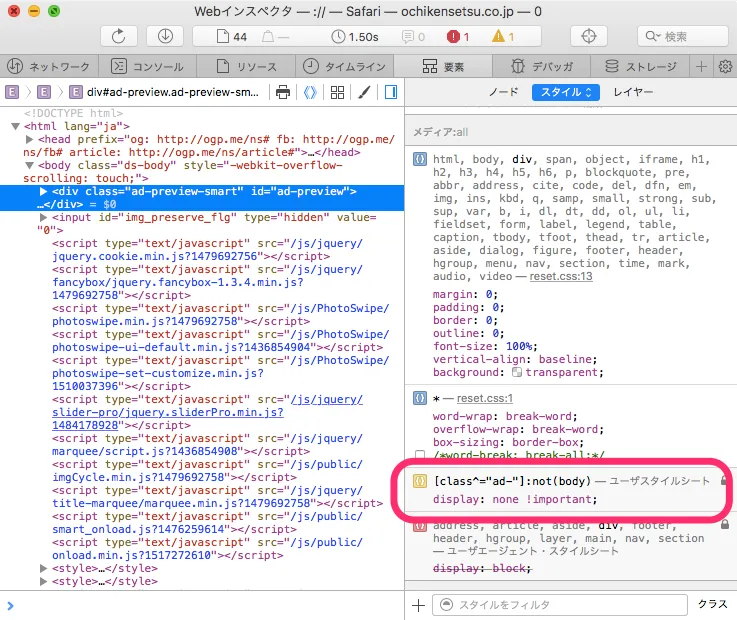 Webインスペクタ — :// — Safari — ochikensetsu.co.jp — 0
44 — 1.50s 0 1 1 検索
ネットワーク コンソール リソース タイムライン 要素 デバッガ ストレージ
E E E div#ad-preview.ad-preview-sm...
ノード スタイル レイヤー
<!DOCTYPE html>
<html lang="ja">
<head prefix="og: http://ogp.me/ns# fb: http://ogp.me/
ns/fb# article: http://ogp.me/ns/article#">…</head>
<body class="ds-body" style="-webkit-overflow-
scrolling: touch;">
<div class="ad-preview-smart" id="ad-preview">
…</div> = $0
<input id="img_preserve_flg" type="hidden" value=
"0">
<script type="text/javascript" src="/js/jquery/
jquery.cookie.min.js?1479692756"></script>
<script type="text/javascript" src="/js/jquery/
fancybox/jquery.fancybox-1.3.4.min.js?
1479692758"></script>
<script type="text/javascript" src="/js/PhotoSwipe/
photoswipe.min.js?1479692758"></script>
<script type="text/javascript" src="/js/PhotoSwipe/
photoswipe-ui-default.min.js?1436854904"></script>
<script type="text/javascript" src="/js/PhotoSwipe/
photoswipe-set-customize.min.js?
1510037396"></script>
<script type="text/javascript" src="/js/jquery/
slider-pro/jquery.sliderPro.min.js?
1484178928"></script>
<script type="text/javascript" src="/js/jquery/
marquee/script.js?1436854908"></script>
<script type="text/javascript" src="js/public/
imgCycle.min.js?1479692758"></script>
<script type="text/javascript" src="/js/jquery/
title-marquee/marquee.min.js?1479692758"></script>
<script type="text/javascript" src="js/public/
smart_onload.js?1476259614"></script>
<script type="text/javascript" src="/js/public/
onload.min.js?1517272610"></script>
<style>…</style>
<style>…</style>
メディア:all
html, body, div, span, object, iframe, h1,
h2, h3, h4, h5, h6, p, blockquote, pre,
abbr, address, cite, code, del, dfn, em,
img, ins, kbd, q, samp, small, strong, sub,
sup, var, b, i, dl, dt, dd, ol, ul, li,
fieldset, form, label, legend, table,
caption, tbody, tfoot, thead, tr, article,
aside, dialog, figure, footer, header,
hgroup, menu, nav, section, time, mark,
audio, video — reset.css:13
margin: 0;
padding: 0;
border: 0;
outline: 0;
font-size: 100%;
vertical-align: baseline;
background: transparent;
* — reset.css:1
word-wrap: break-word;
overflow-wrap: break-word;
box-sizing: border-box;
/*word-break: break-all;*/
[class^="ad-"]:not(body) — ユーザスタイルシート
display: none !important;
address, article, aside, div, footer,
header, hgroup, layer, main, nav, section
— ユーザエージェント・スタイルシート
display: block;
スタイルをフィルタ クラス